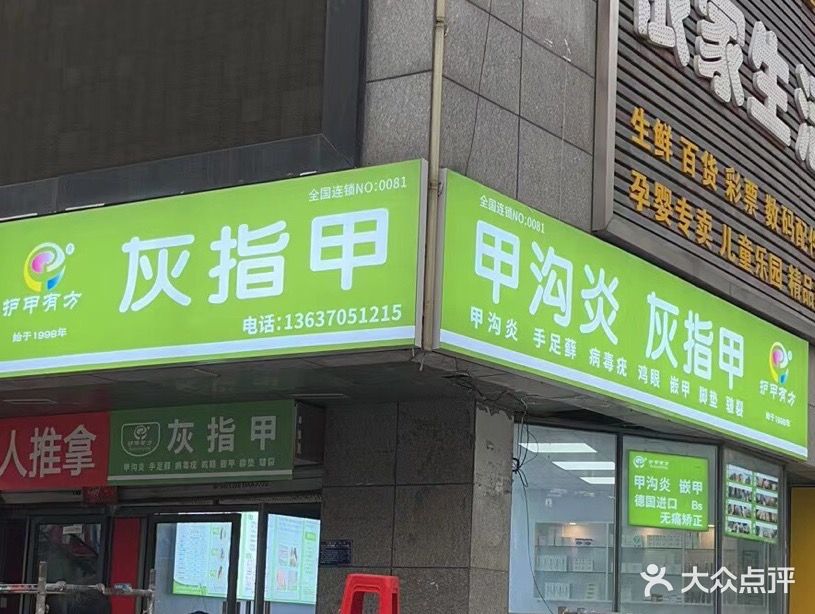 全国连锁NO:0081
护甲有方
始于1998年
灰指甲
电话:13637051215
全国连锁NO:0081
甲沟炎 灰指甲
甲沟炎 手足藓 病毒疣 鸡眼 嵌甲 脚垫 皲裂
护甲有方
始于1998年
家生活
生鲜 百货 彩票 数码配件
孕婴专卖 儿童乐园 精品
人推拿
灰指甲
甲沟炎 手足藓 病毒疣 鸡眼 嵌甲 脚垫 皲裂
护甲有方
甲沟炎 嵌甲
德国进口 Bs
无痛矫正
大众点评